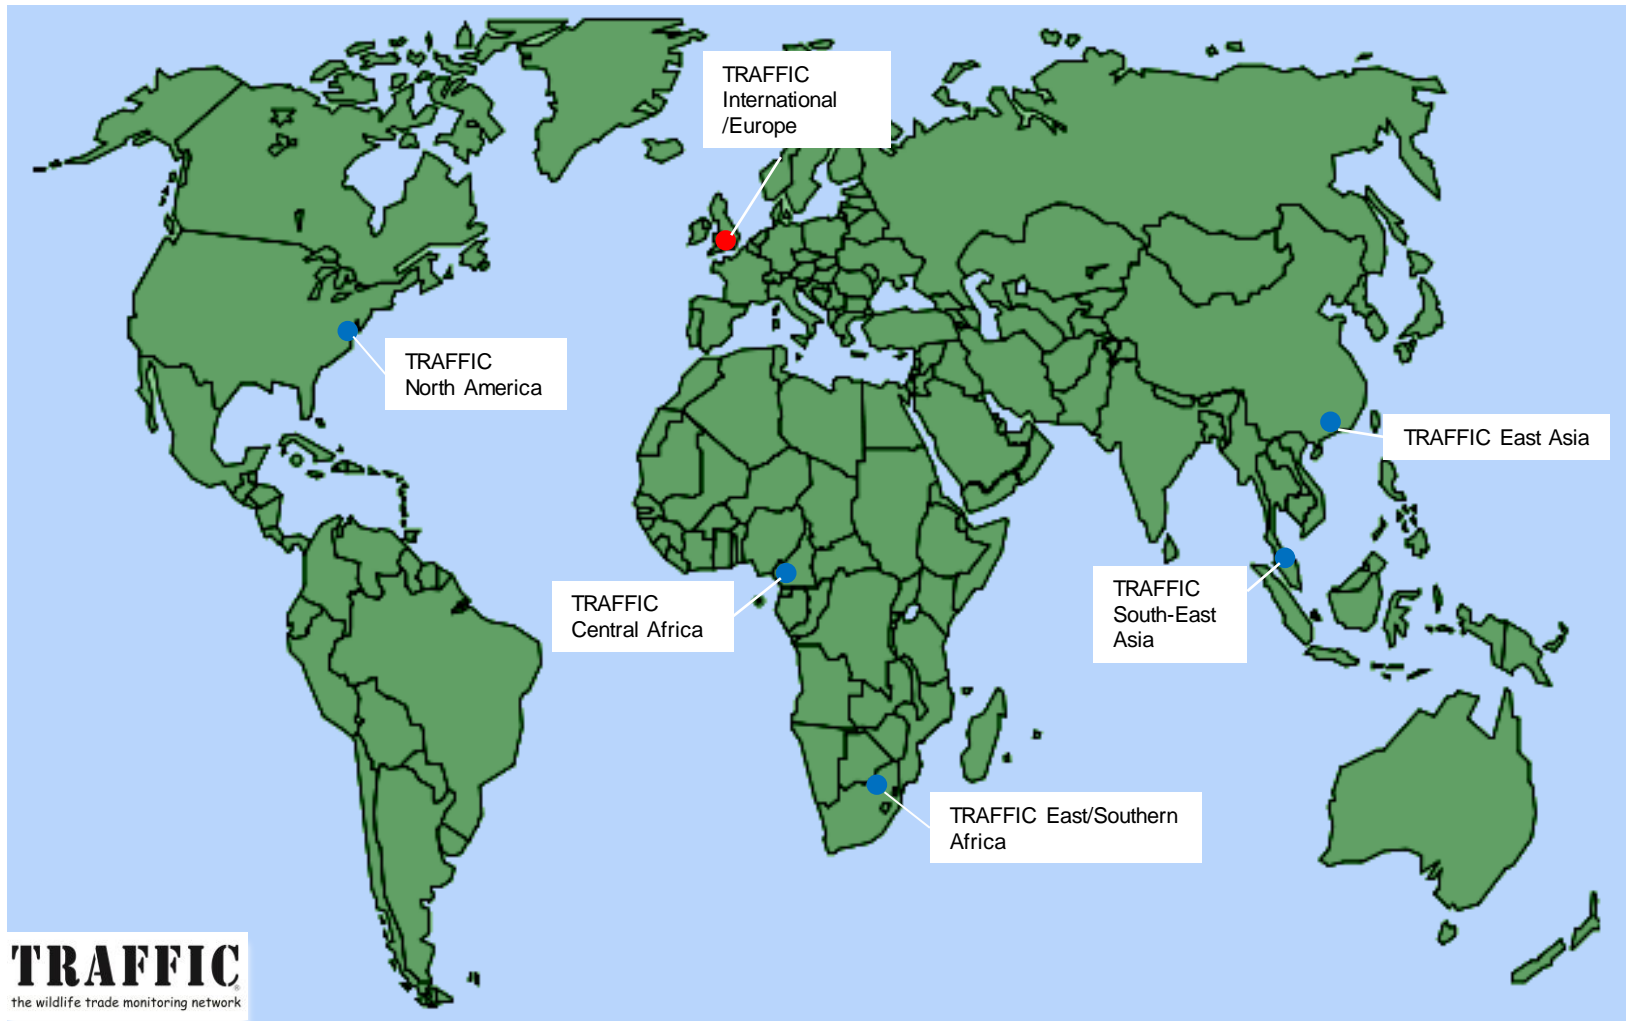 TRAFFIC
International
/Europe
TRAFFIC
North America
TRAFFIC East Asia
TRAFFIC
Central Africa
TRAFFIC
South-East
Asia
TRAFFIC East/Southern
Africa
TRAFFIC®
the wildlife trade monitoring network